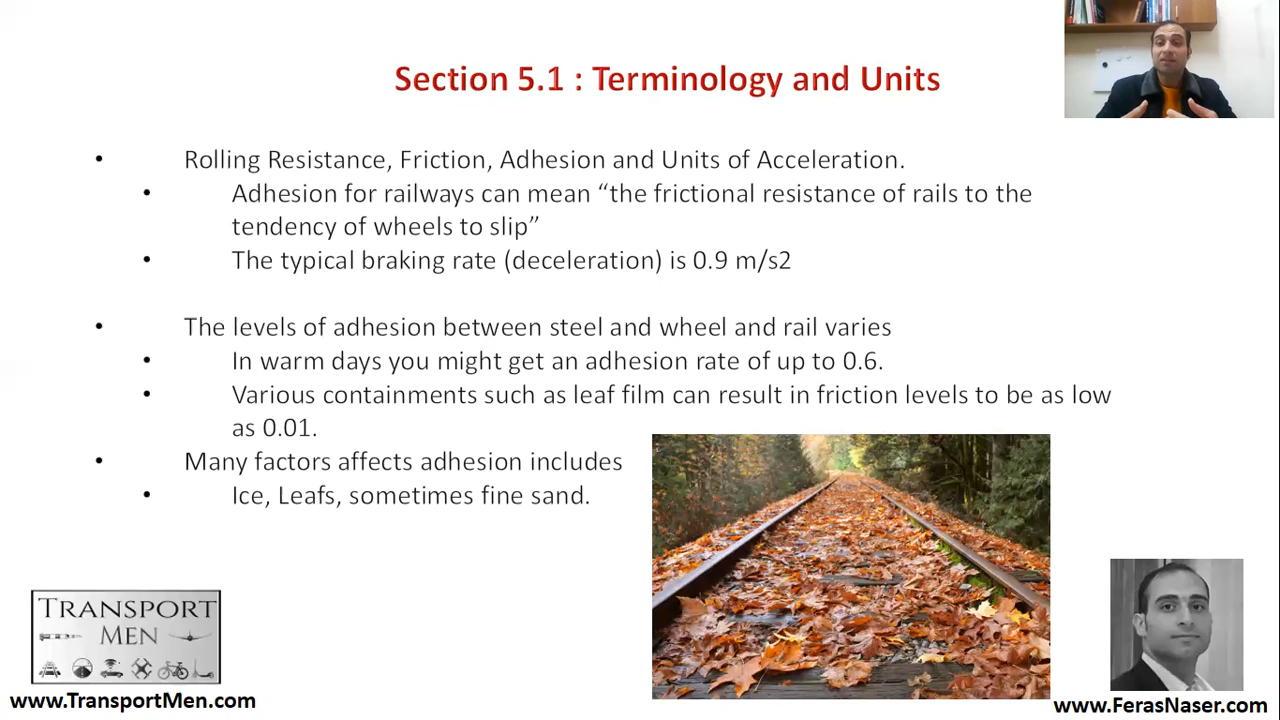 Section 5.1 : Terminology and Units
• Rolling Resistance, Friction, Adhesion and Units of Acceleration.
• Adhesion for railways can mean “the frictional resistance of rails to the
tendency of wheels to slip”
• The typical braking rate (deceleration) is 0.9 m/s2
• The levels of adhesion between steel and wheel and rail varies
• In warm days you might get an adhesion rate of up to 0.6.
• Various containments such as leaf film can result in friction levels to be as low
as 0.01.
• Many factors affects adhesion includes
• Ice, Leafs, sometimes fine sand.
TRANSPORT
MEN
www.TransportMen.com
www.FerasNaser.com